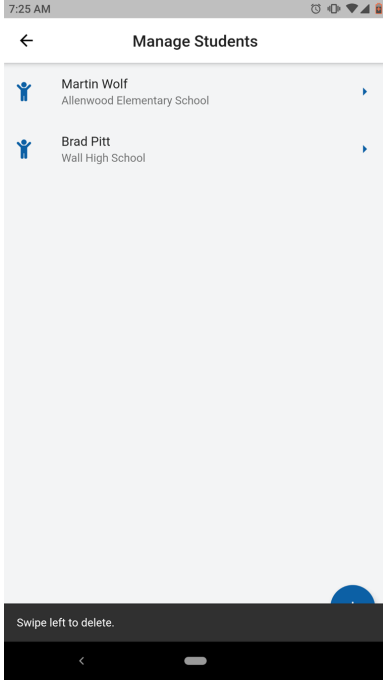 7:25 AM
Manage Students
Martin Wolf
Allenwood Elementary School
Brad Pitt
Wall High School
Swipe left to delete.